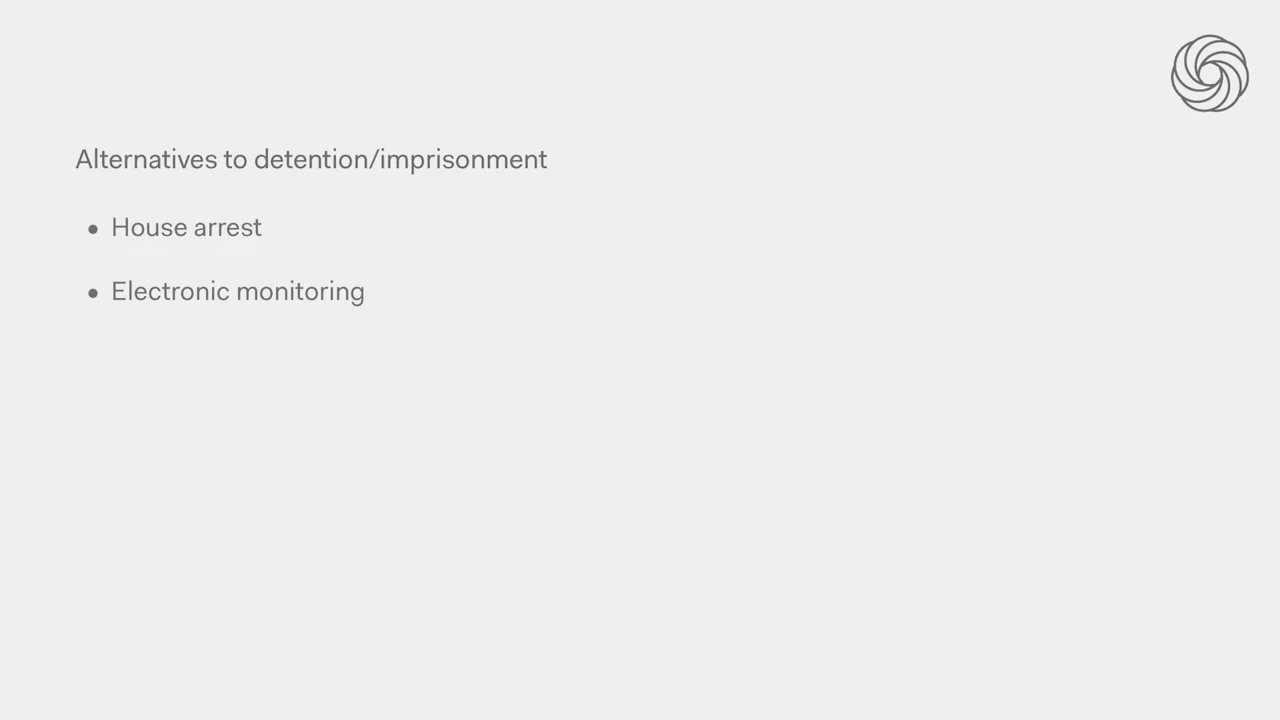 Alternatives to detention/imprisonment
• House arrest
• Electronic monitoring